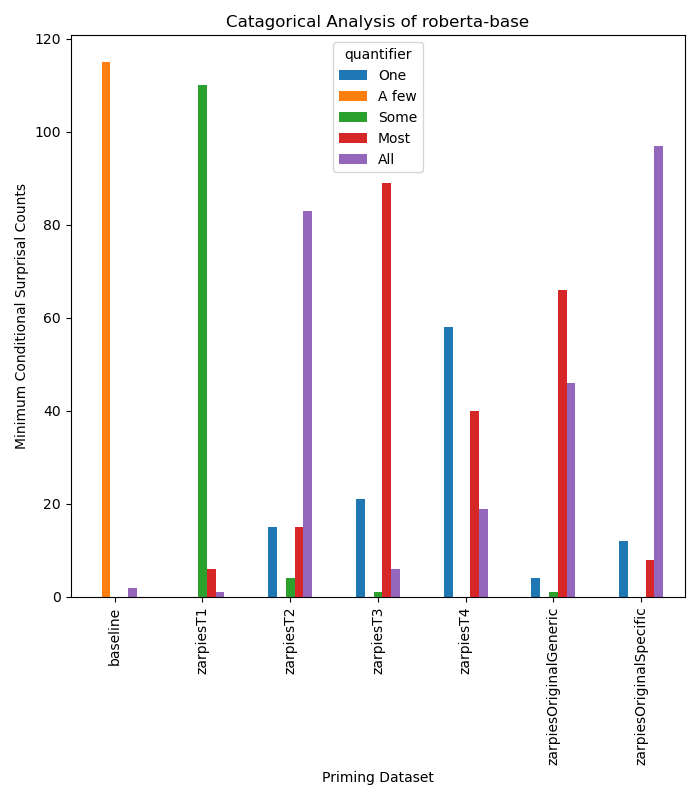 Catagorical Analysis of roberta-base
120
100
80
60
40
20
0
Minimum Conditional Surprisal Counts
quantifier
One
A few
Some
Most
All
baseline
zarpiesT1
zarpiesT2
zarpiesT3
zarpiesT4
zarpiesOriginalGeneric
zarpiesOriginalSpecific
Priming Dataset